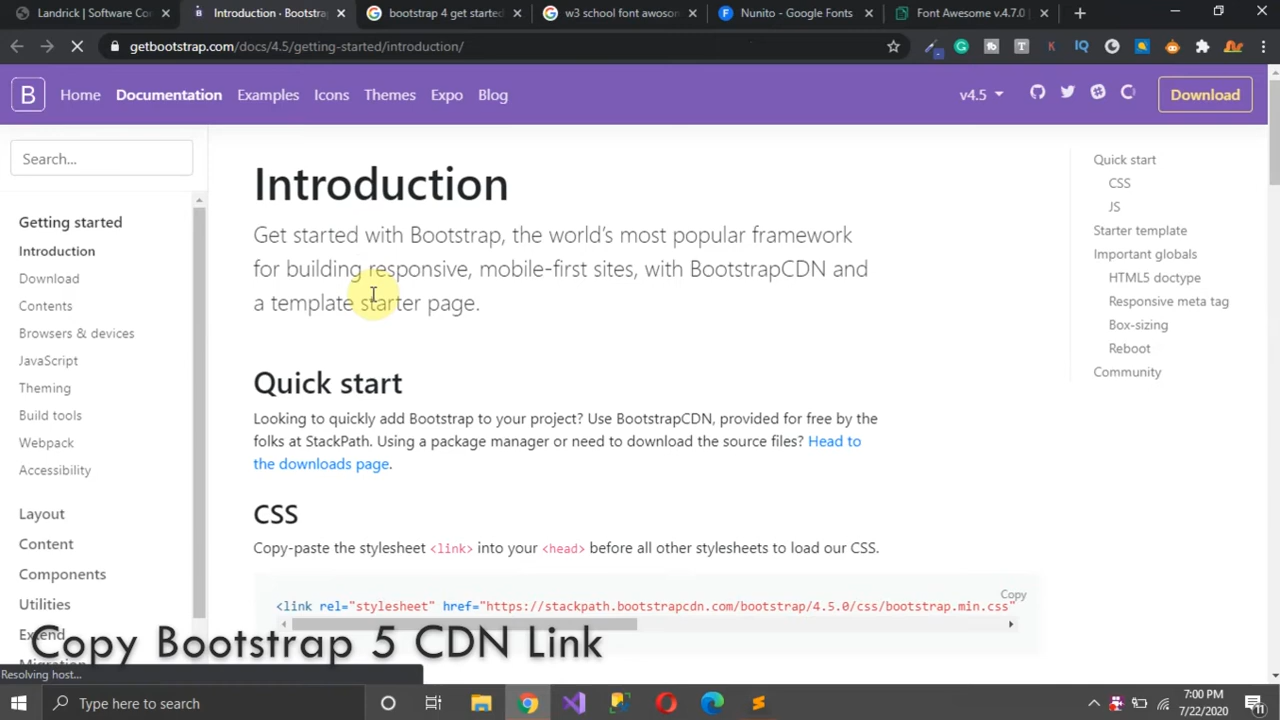 Landrick | Software Co
Introduction · Bootstra
bootstrap 4 get started
w3 school font awoson
Nunito - Google Fonts
Font Awesome v.4.7.0 |
getbootstrap.com/docs/4.5/getting-started/introduction/
B
Home
Documentation
Examples
Icons
Themes
Expo
Blog
v4.5
Download
Search...
Getting started
Introduction
Download
Contents
Browsers & devices
JavaScript
Theming
Build tools
Webpack
Accessibility
Layout
Content
Components
Utilities
Extend
Migration
Introduction
Get started with Bootstrap, the world's most popular framework
for building responsive, mobile-first sites, with BootstrapCDN and
a template starter page.
Quick start
Looking to quickly add Bootstrap to your project? Use BootstrapCDN, provided for free by the
folks at StackPath. Using a package manager or need to download the source files? Head to
the downloads page.
CSS
Copy-paste the stylesheet <link> into your <head> before all other stylesheets to load our CSS.
Copy
<link rel="stylesheet" href="https://stackpath.bootstrapcdn.com/bootstrap/4.5.0/css/bootstrap.min.css"
Quick start
CSS
JS
Starter template
Important globals
HTML5 doctype
Responsive meta tag
Box-sizing
Reboot
Community
Copy Bootstrap 5 CDN Link
Resolving host...
Type here to search
7:00 PM
7/22/2020